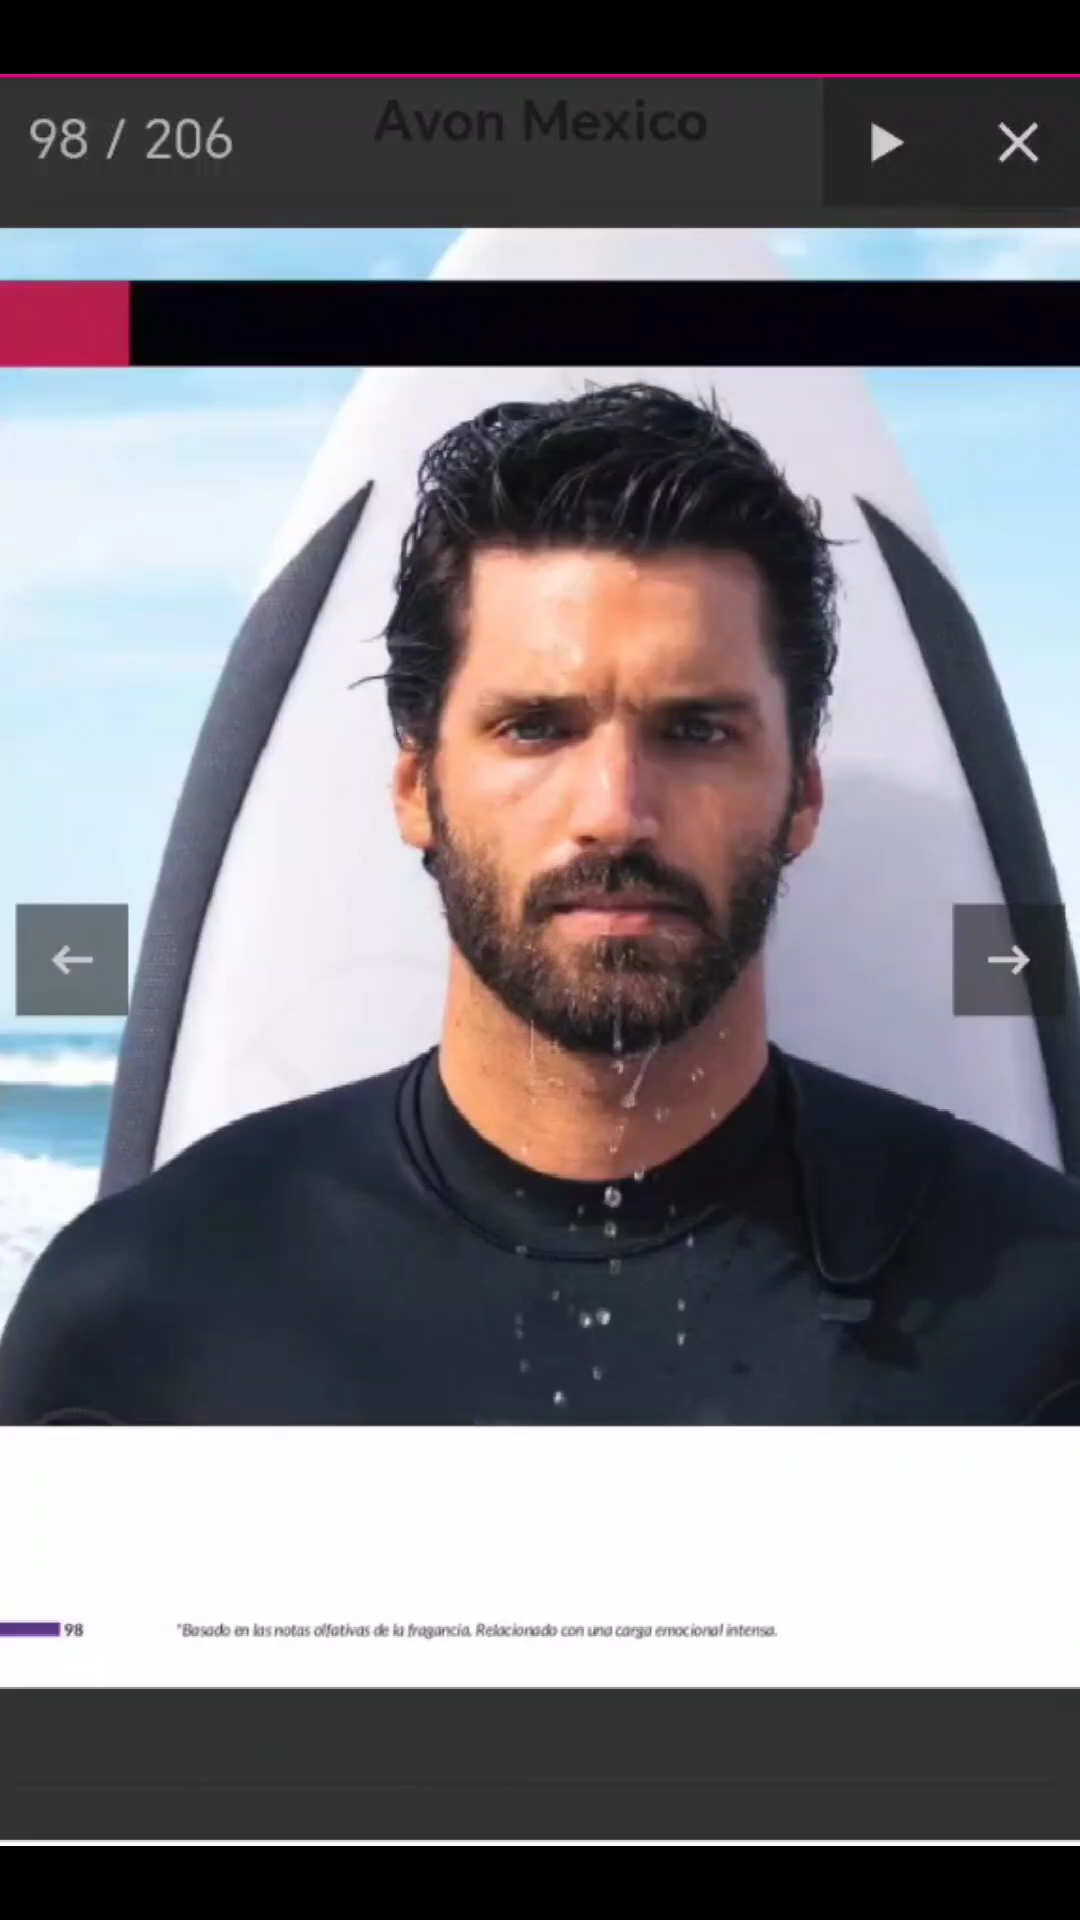 98 / 206
Avon Mexico
98
*Basado en las notas olfativas de la fragancia. Relacionado con una carga emocional intensa.